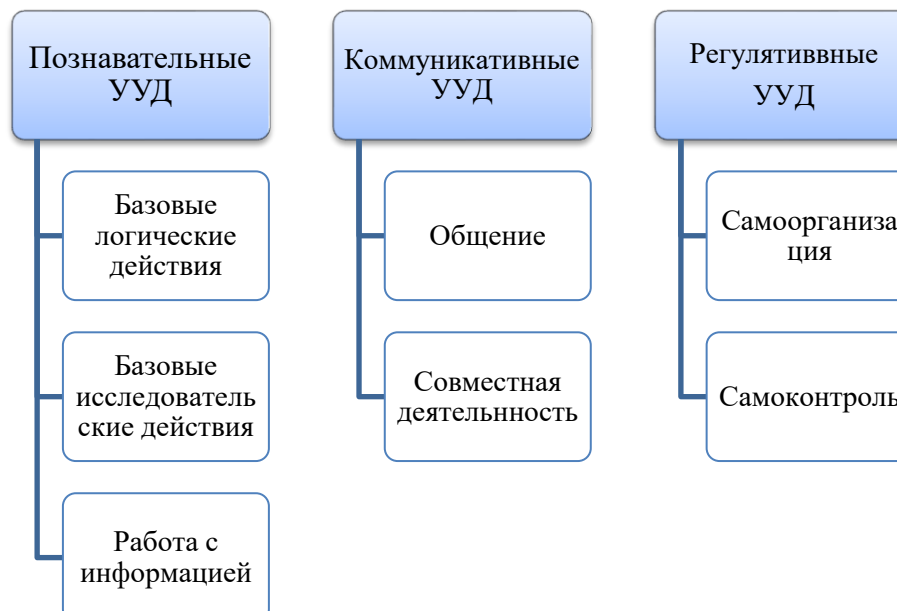 Познавательные
УУД
Базовые
логические
действия
Базовые
исследователь
ские действия
Работа с
информацией
Коммуникативные
УУД
Общение
Совместная
деятельнность
Регулятиввные
УУД
Самоорганиза
ция
Самоконтроль